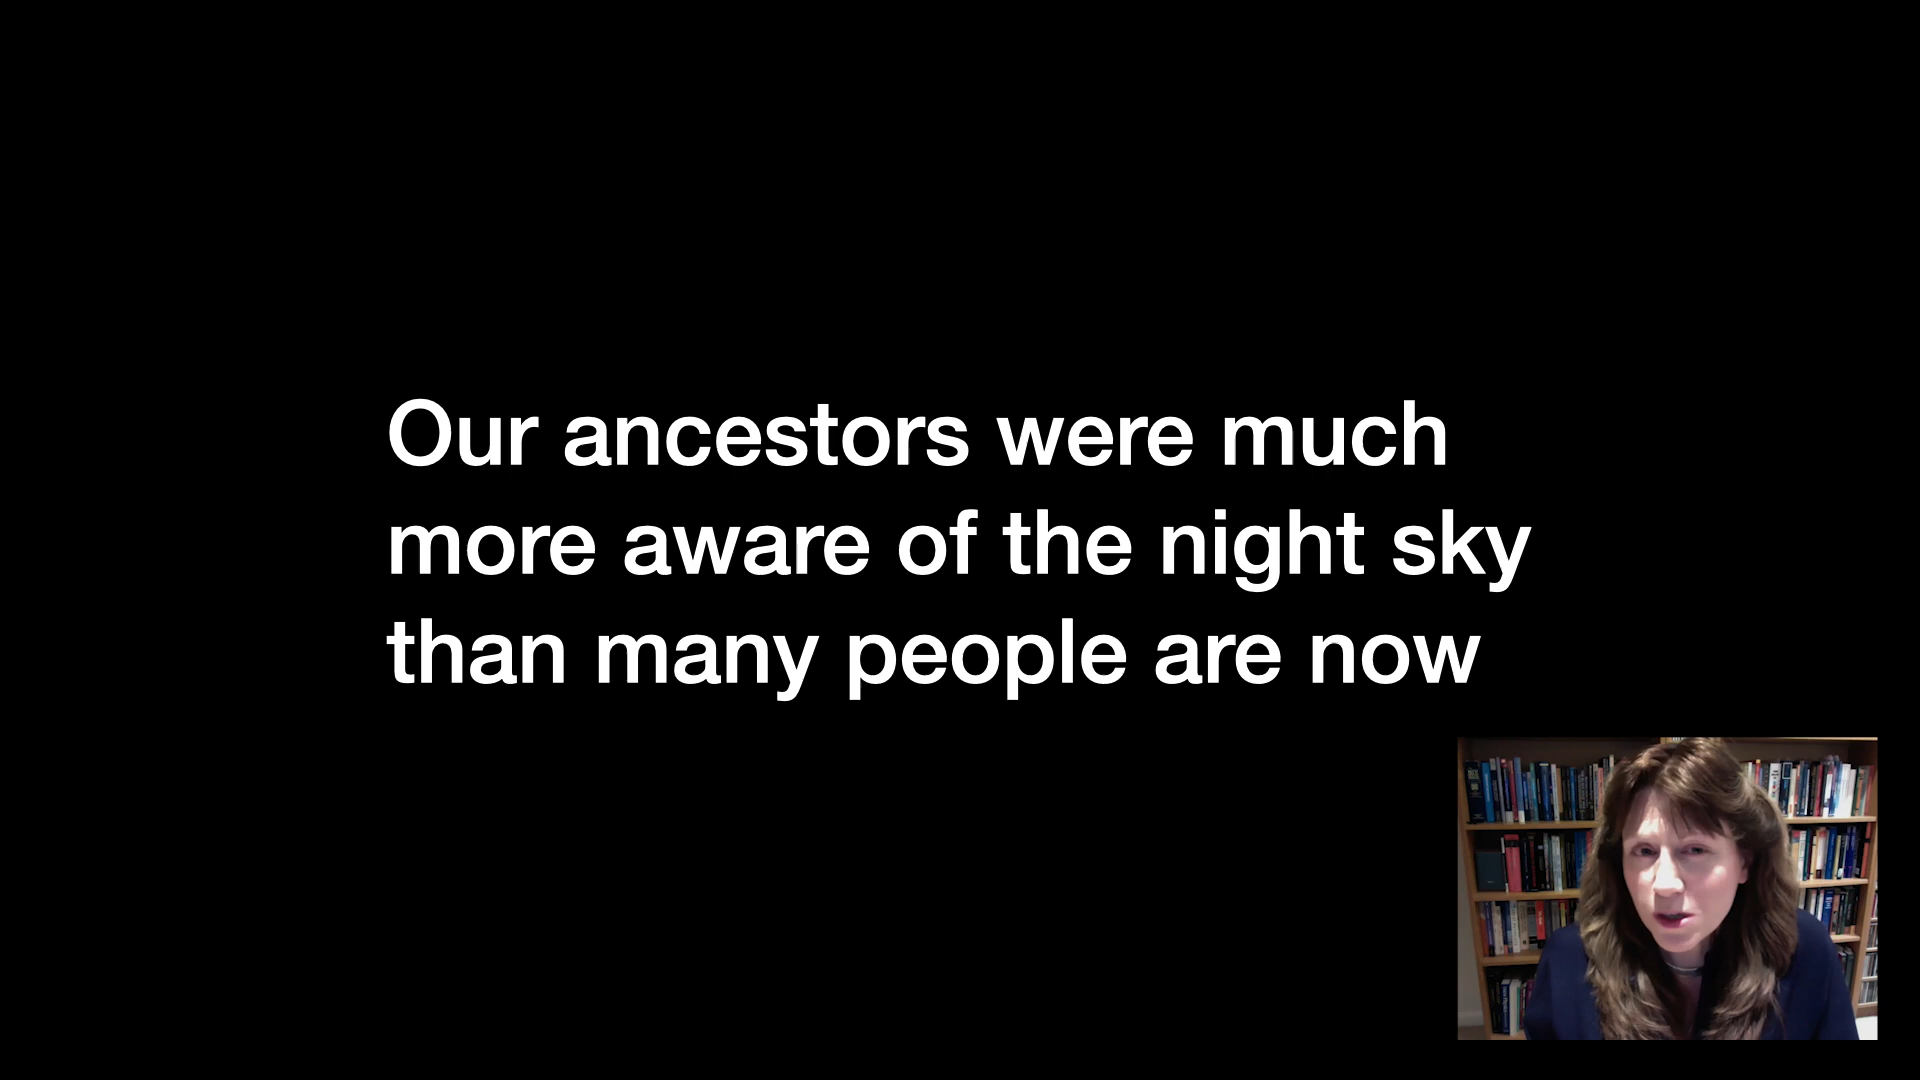 Our ancestors were much
more aware of the night sky
than many people are now